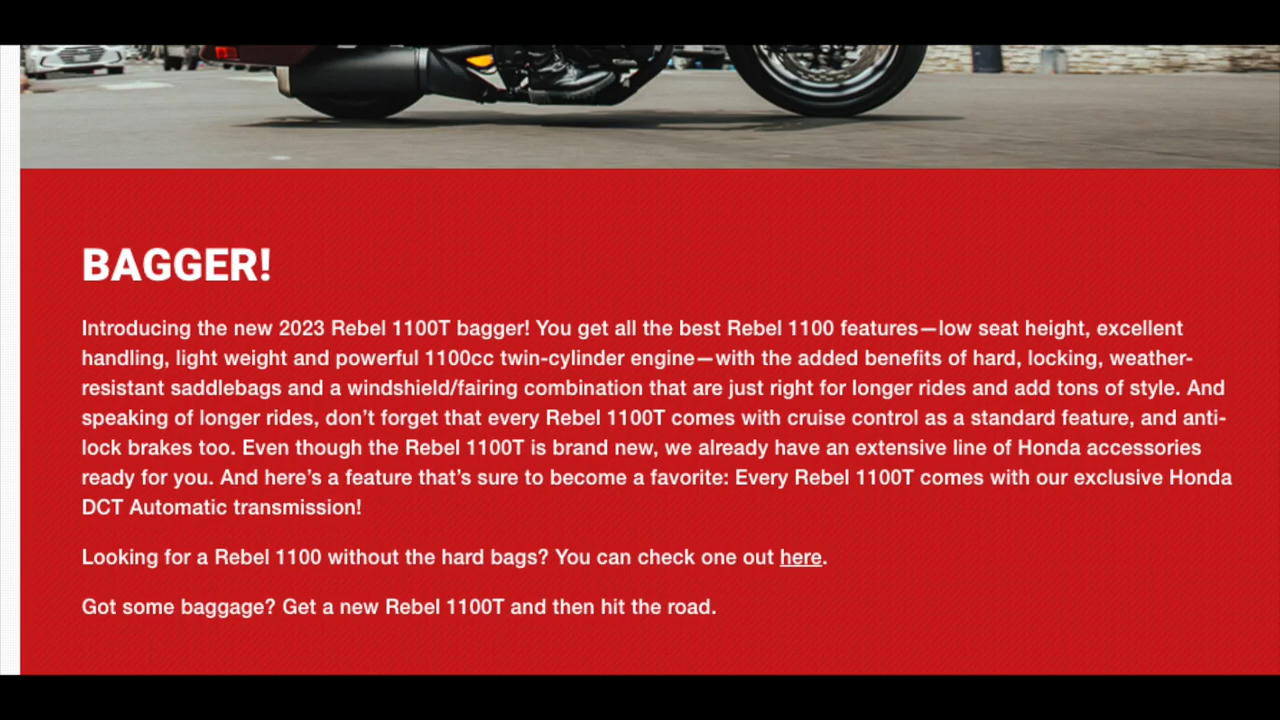 BAGGER!
Introducing the new 2023 Rebel 1100T bagger! You get all the best Rebel 1100 features—low seat height, excellent
handling, light weight and powerful 1100cc twin-cylinder engine—with the added benefits of hard, locking, weather-
resistant saddlebags and a windshield/fairing combination that are just right for longer rides and add tons of style. And
speaking of longer rides, don’t forget that every Rebel 1100T comes with cruise control as a standard feature, and anti-
lock brakes too. Even though the Rebel 1100T is brand new, we already have an extensive line of Honda accessories
ready for you. And here’s a feature that’s sure to become a favorite: Every Rebel 1100T comes with our exclusive Honda
DCT Automatic transmission!
Looking for a Rebel 1100 without the hard bags? You can check one out here.
Got some baggage? Get a new Rebel 1100T and then hit the road.